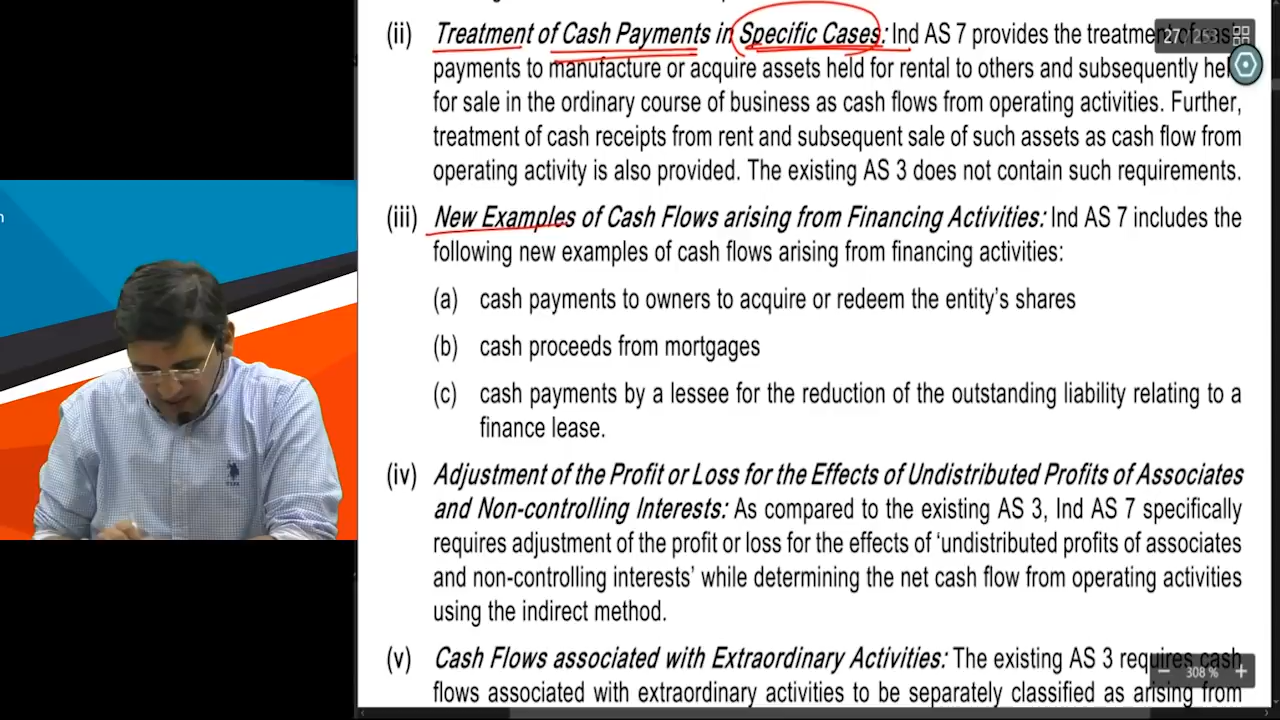 (ii) Treatment of Cash Payments in Specific Cases: Ind AS 7 provides the treatment of cash
27 253
payments to manufacture or acquire assets held for rental to others and subsequently held
for sale in the ordinary course of business as cash flows from operating activities. Further,
treatment of cash receipts from rent and subsequent sale of such assets as cash flow from
operating activity is also provided. The existing AS 3 does not contain such requirements.
n
(iii) New Examples of Cash Flows arising from Financing Activities: Ind AS 7 includes the
following new examples of cash flows arising from financing activities:
(a) cash payments to owners to acquire or redeem the entity's shares
(b) cash proceeds from mortgages
(c) cash payments by a lessee for the reduction of the outstanding liability relating to a
finance lease.
(iv) Adjustment of the Profit or Loss for the Effects of Undistributed Profits of Associates
and Non-controlling Interests: As compared to the existing AS 3, Ind AS 7 specifically
requires adjustment of the profit or loss for the effects of 'undistributed profits of associates
and non-controlling interests' while determining the net cash flow from operating activities
using the indirect method.
(v) Cash Flows associated with Extraordinary Activities: The existing AS 3 requires cash
flows associated with extraordinary activities to be separately classified as arising from
− 308 % +